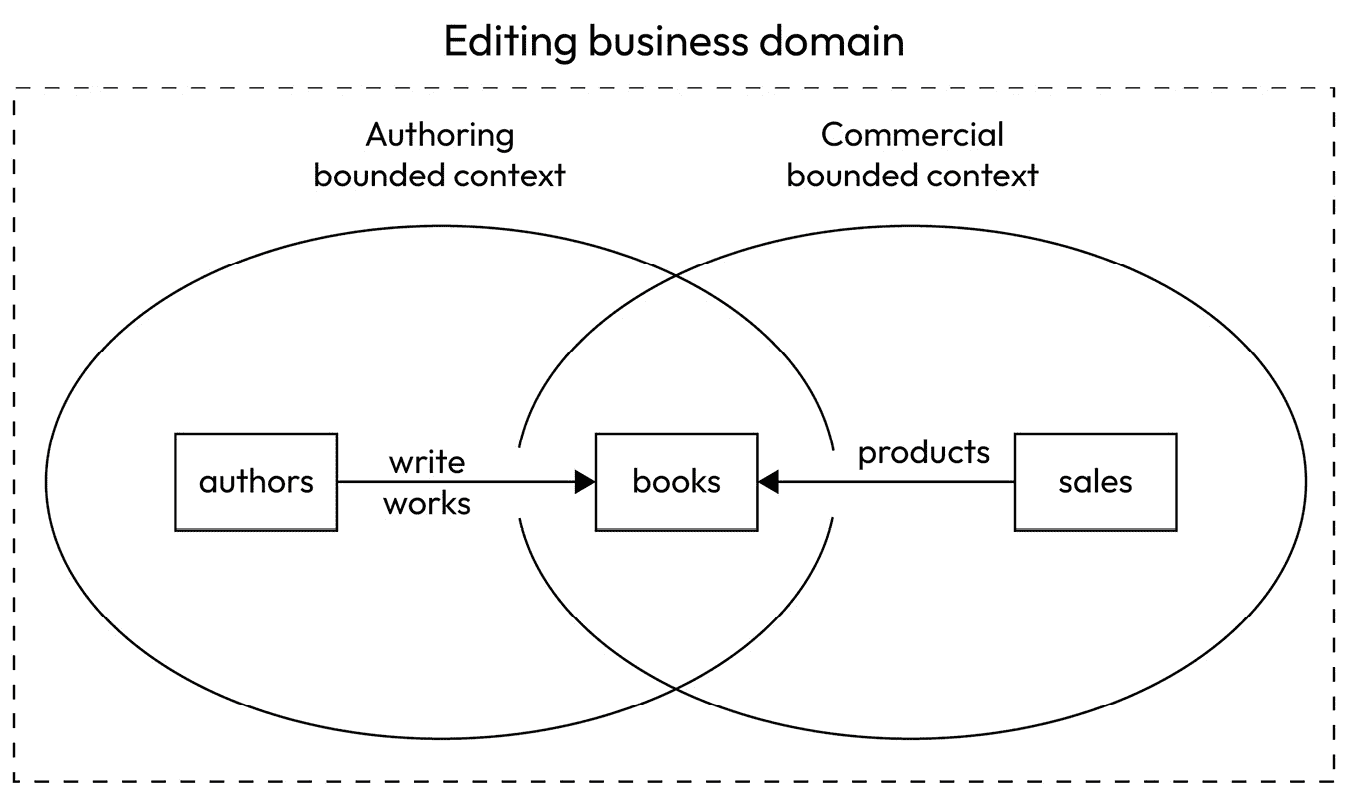 Editing business domain
Authoring
bounded context
Commercial
bounded context
authors
write
works
books
products
sales